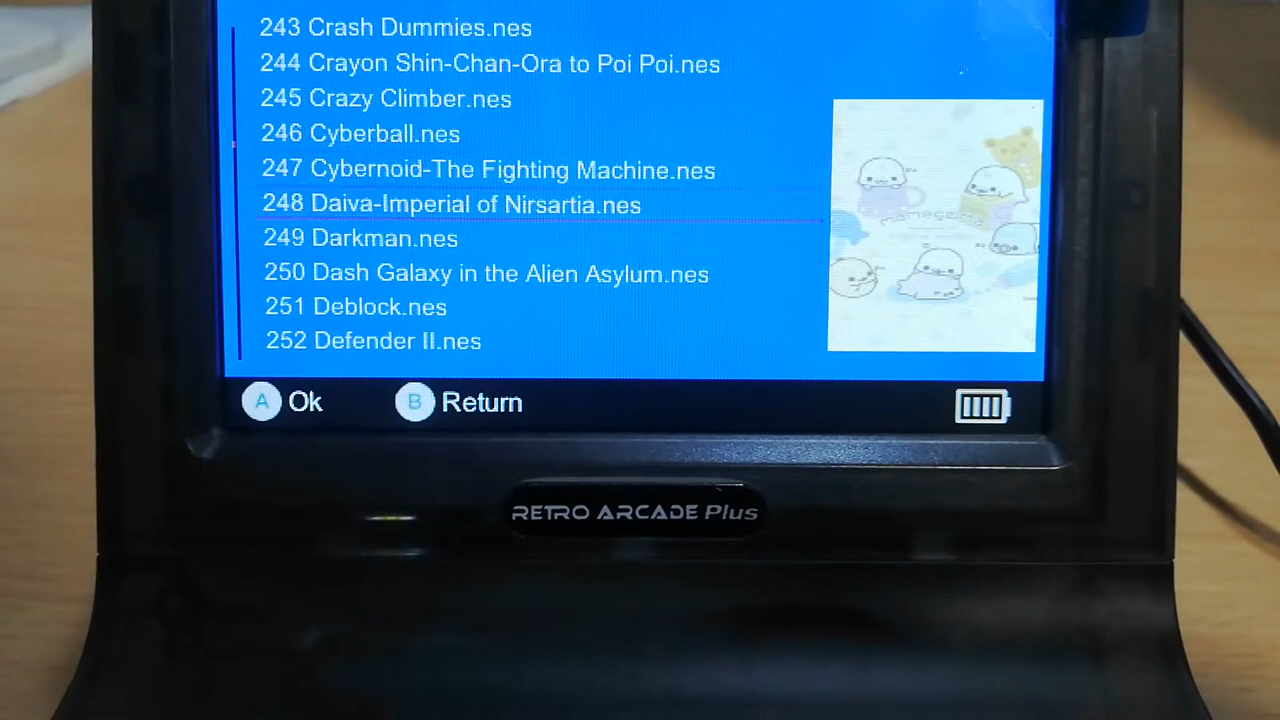 243 Crash Dummies.nes
244 Crayon Shin-Chan-Ora to Poi Poi.nes
245 Crazy Climber.nes
246 Cyberball.nes
247 Cybernoid-The Fighting Machine.nes
248 Daiva-Imperial of Nirsartia.nes
249 Darkman.nes
250 Dash Galaxy in the Alien Asylum.nes
251 Deblock.nes
252 Defender II.nes
mamegoma
A Ok
B Return
RETRO ARCADE Plus